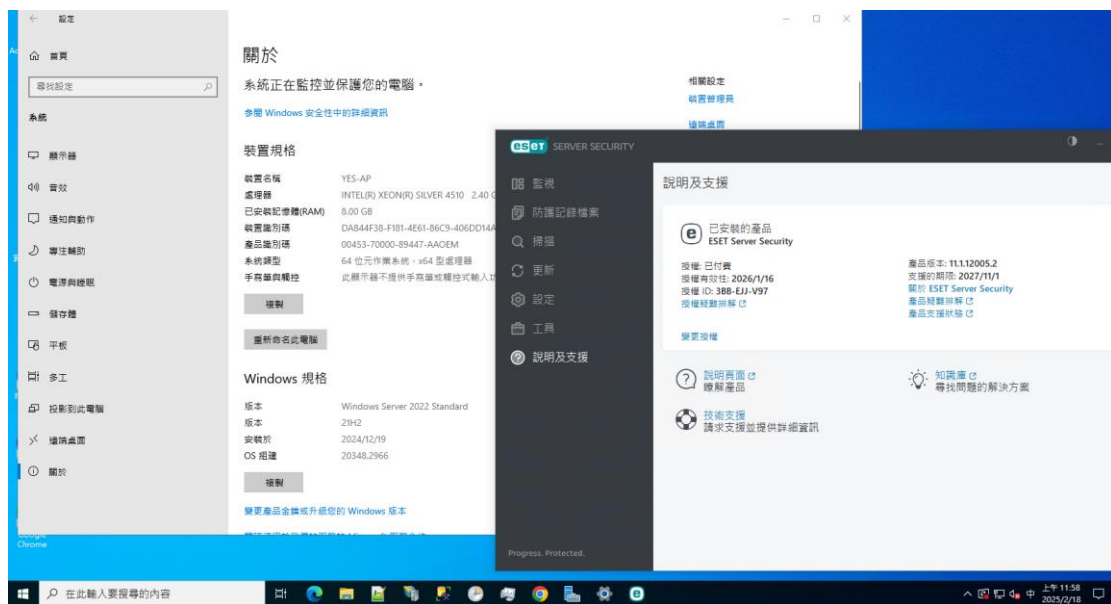 設定
首頁
尋找設定
系統
顯示器
音效
通知與動作
專注輔助
電源與睡眠
儲存體
平板
多工
投影到此電腦
遠端桌面
關於
關於
系統正在監控並保護您的電腦。
參閱 Windows 安全性中的詳細資訊
裝置規格
裝置名稱 YES-AP
處理器 INTEL(R) XEON(R) SILVER 4510 2.40
已安裝記憶體(RAM) 8.00 GB
裝置識別碼 DA844F38-F181-4E61-86C9-406DD14A
產品識別碼 00453-70000-89447-AAOEM
系統類型 64 位元作業系統，x64 型處理器
手寫筆與觸控 此顯示器不提供手寫筆或觸控式輸入
複製
重新命名此電腦
Windows 規格
版本 Windows Server 2022 Standard
版本 21H2
安裝於 2024/12/19
OS 組建 20348.2966
複製
變更產品金鑰或升級您的 Windows 版本
相關設定
裝置管理員
遠端桌面
eset SERVER SECURITY
監視
防護記錄檔案
掃描
更新
設定
工具
說明及支援
Progress. Protected.
說明及支援
已安裝的產品
ESET Server Security
授權: 已付費
授權有效性: 2026/1/16
授權 ID: 3BB-EJJ-V97
授權疑難排解
變更授權
產品版本: 11.1.12005.2
支援的期限: 2027/11/1
關於 ESET Server Security
產品疑難排解
產品支援狀態
說明頁面
瞭解產品
知識庫
尋找問題的解決方案
技術支援
請求支援並提供詳細資訊
Chrome
在此輸入要搜尋的內容
中
上午 11:58
2025/2/18